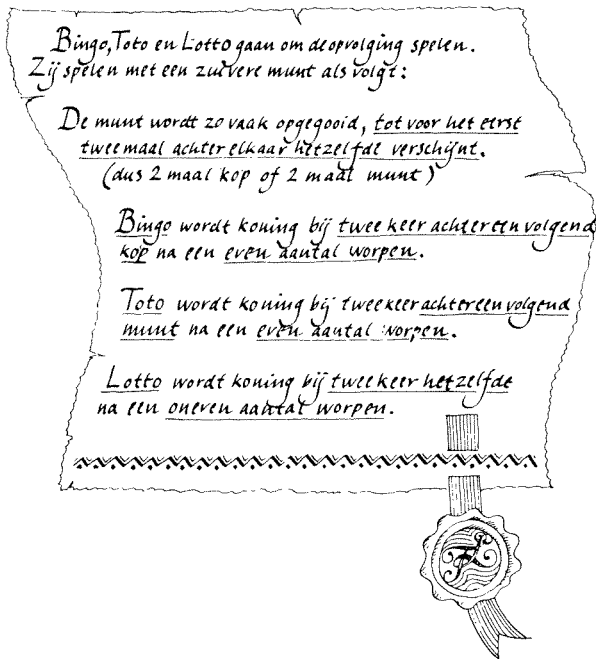 Bingo, Toto en Lotto gaan om de opvolging spelen.
Zij spelen met een zuivere munt als volgt:
De munt wordt zo vaak opgegooid, tot voor het eerst
tweemaal achter elkaar hetzelfde verschijnt.
(dus 2 maal kop of 2 maal munt)
Bingo wordt koning bij twee keer achtereenvolgend
kop na een even aantal worpen.
Toto wordt koning bij twee keer achtereenvolgend
munt na een even aantal worpen.
Lotto wordt koning bij twee keer hetzelfde
na een oneven aantal worpen.